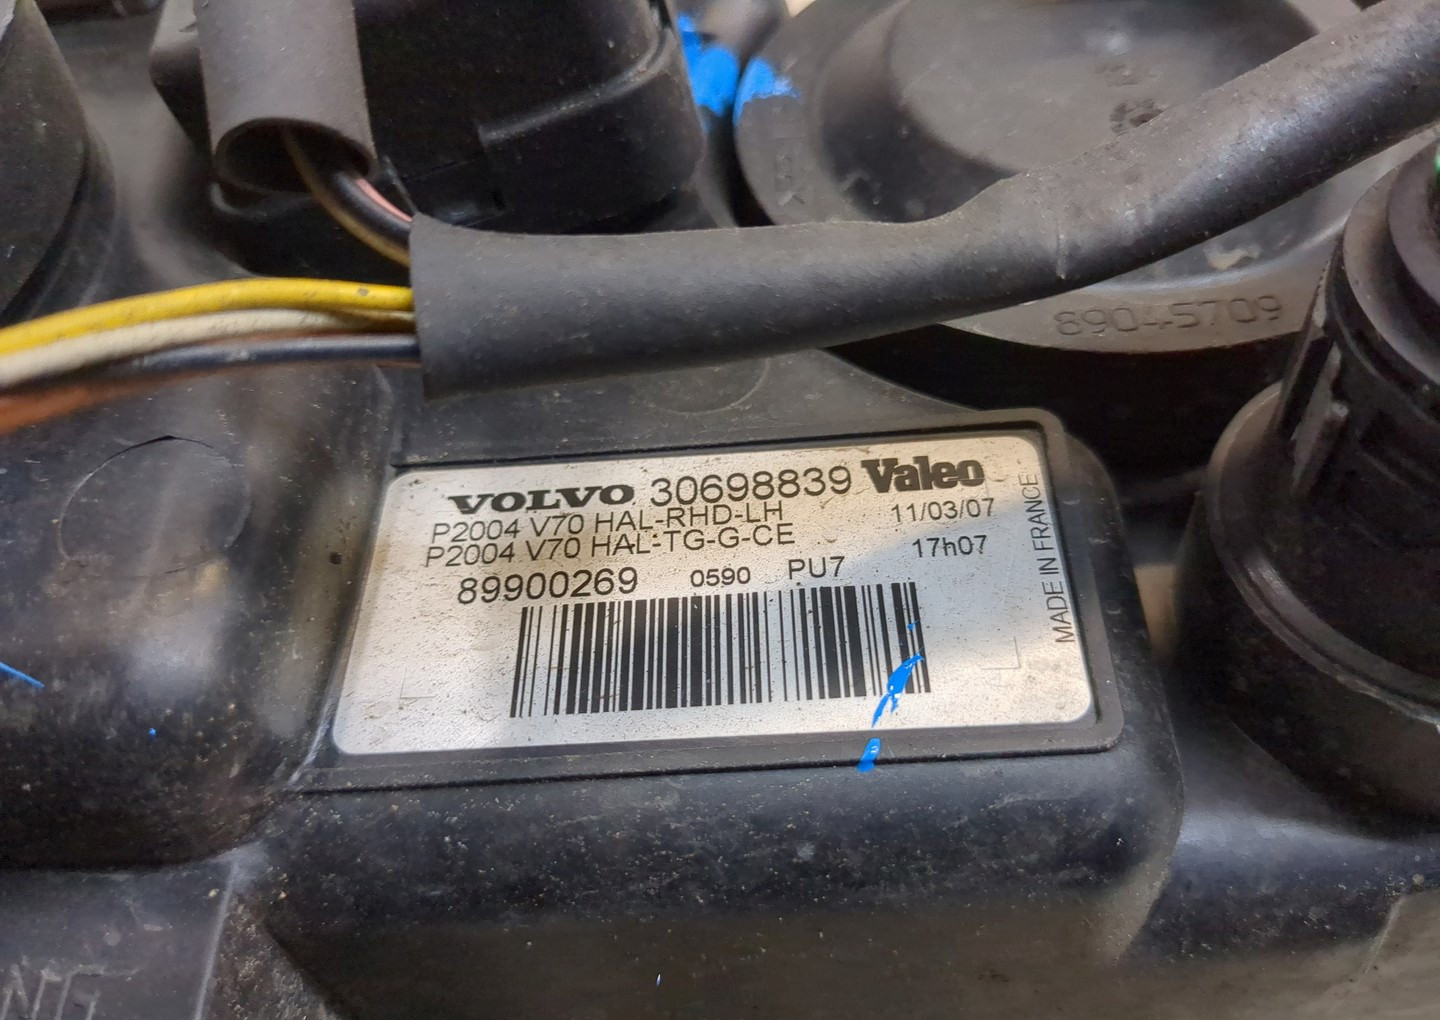 89045709
VOLVO 30698839 Valeo
P2004 V70 HAL-RHD-LH 11/03/07
P2004 V70 HAL-TG-G-CE 17h07
89900269 0590 PU7
MADE IN FRANCE